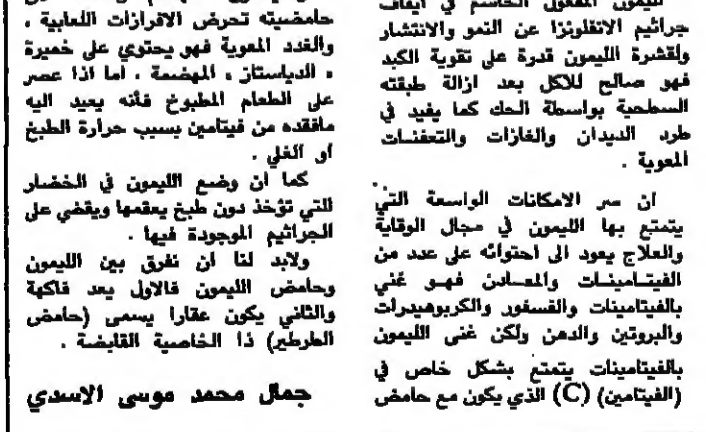 الليمون المفعول الحاسم في ايقاف
جراثيم الانفلونزا عن النمو والانتشار
ولقشرة الليمون قدرة على تقوية الكبد
فهو صالح للاكل بعد ازالة طبقته
السطحية بواسطة الحك كما يفيد في
طرد الديدان والغازات والتعفنات
المعوية .
ان سر الامكانات الواسعة التي
يتمتع بها الليمون في مجال الوقاية
والعلاج يعود الى احتوائه على عدد من
الفيتامينات والمعادن فهو غني
بالفيتامينات والفسفور والكربوهيدرات
والبروتين والدهن ولكن غنى الليمون
بالفيتامينات يتمتع بشكل خاص في
(الفيتامين) (C) الذي يكون مع حامض
حامضيته تحرض الافرازات اللعابية ،
والغدد المعوية فهو يحتوي على خميرة
« الدياستاز » المهضمة . اما اذا عصر
على الطعام المطبوخ فأنه يعيد اليه
مافقده من فيتامين بسبب حرارة الطبخ
او الغلي .
كما ان وضع الليمون في الخضار
التي تؤخذ دون طبخ يعقمها ويقضي على
الجراثيم الموجودة فيها .
ولابد لنا ان نفرق بين الليمون
وحامض الليمون فالاول يعد فاكهة
والثاني يكون عقارا يسمى (حامض
الطرطير) ذا الخاصية القابضة .
جمال محمد موسى الاسدي